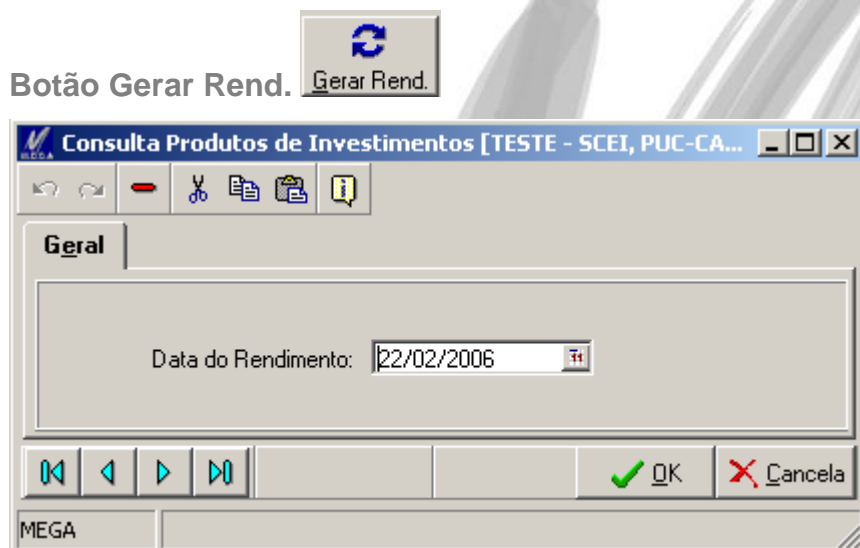 Botão Gerar Rend. Gerar Rend.
Consulta Produtos de Investimentos [TESTE - SCEI, PUC-CA...
Geral
Data do Rendimento: 22/02/2006
OK Cancela
MEGA